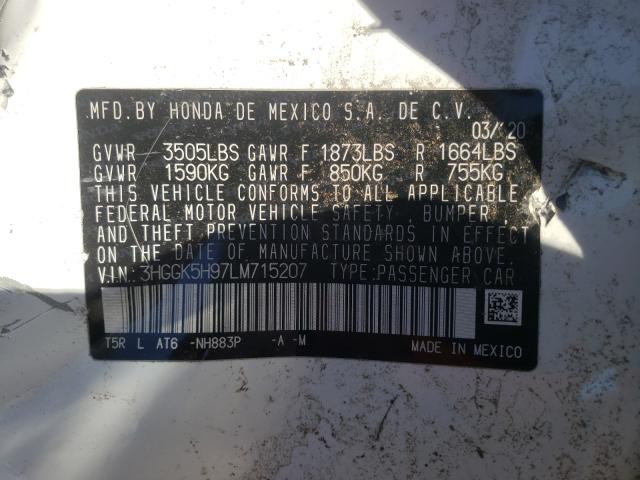 MFD. BY HONDA DE MEXICO S.A. DE C.V.
03/20
GVWR 3505LBS GAWR F 1873LBS R 1664LBS
GVWR 1590KG GAWR F 850KG R 755KG
THIS VEHICLE CONFORMS TO ALL APPLICABLE
FEDERAL MOTOR VEHICLE SAFETY, BUMPER,
AND THEFT PREVENTION STANDARDS IN EFFECT
ON THE DATE OF MANUFACTURE SHOWN ABOVE.
V.I.N.: 3HGGK5H97LM715207 TYPE:PASSENGER CAR
T5R L AT6 -NH883P -A -M
MADE IN MEXICO